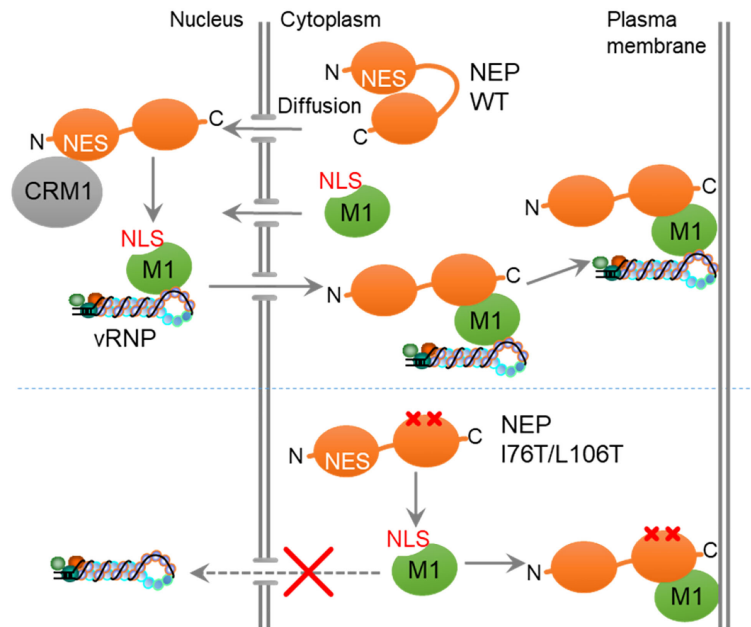 Nucleus
Cytoplasm
Plasma
membrane
N
NES
NEP
WT
Diffusion
C
N
NES
C
CRM1
NLS
M1
NLS
M1
vRNP
N
C
M1
N
C
M1
NEP
I76T/L106T
N
NES
C
NLS
M1
N
C
M1